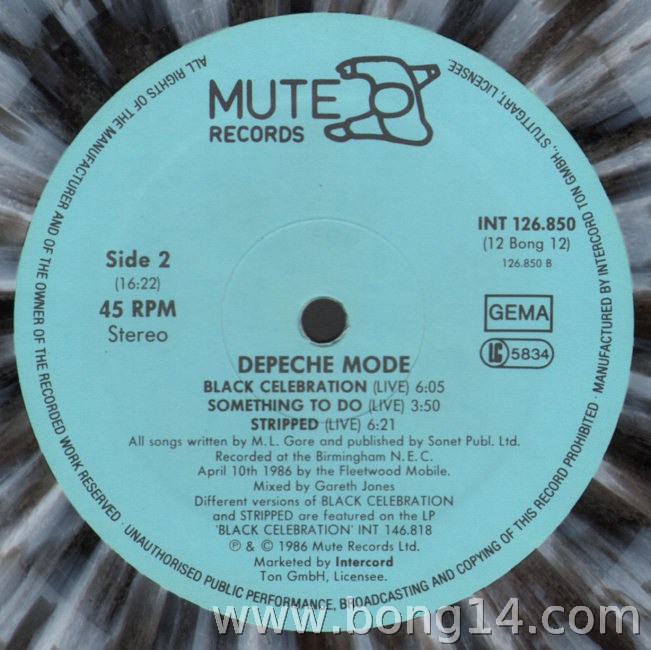 MUTE
RECORDS
Side 2
(16:22)
45 RPM
Stereo
INT 126.850
(12 Bong 12)
126.850 B
GEMA
LC 5834
DEPECHE MODE
BLACK CELEBRATION (LIVE) 6:05
SOMETHING TO DO (LIVE) 3:50
STRIPPED (LIVE) 6:21
All songs written by M. L. Gore and published by Sonet Publ. Ltd.
Recorded at the Birmingham N. E. C.
April 10th 1986 by the Fleetwood Mobile.
Mixed by Gareth Jones
Different versions of BLACK CELEBRATION
and STRIPPED are featured on the LP
'BLACK CELEBRATION' INT 146.818
℗ & © 1986 Mute Records Ltd.
Marketed by Intercord
Ton GmbH, Licensee.
ALL RIGHTS OF THE MANUFACTURER AND OF THE OWNER OF THE RECORDED WORK RESERVED · UNAUTHORISED PUBLIC PERFORMANCE, BROADCASTING AND COPYING OF THIS RECORD PROHIBITED · MANUFACTURED BY INTERCORD TON GMBH, STUTTGART, LICENSEE.
www.bong14.com